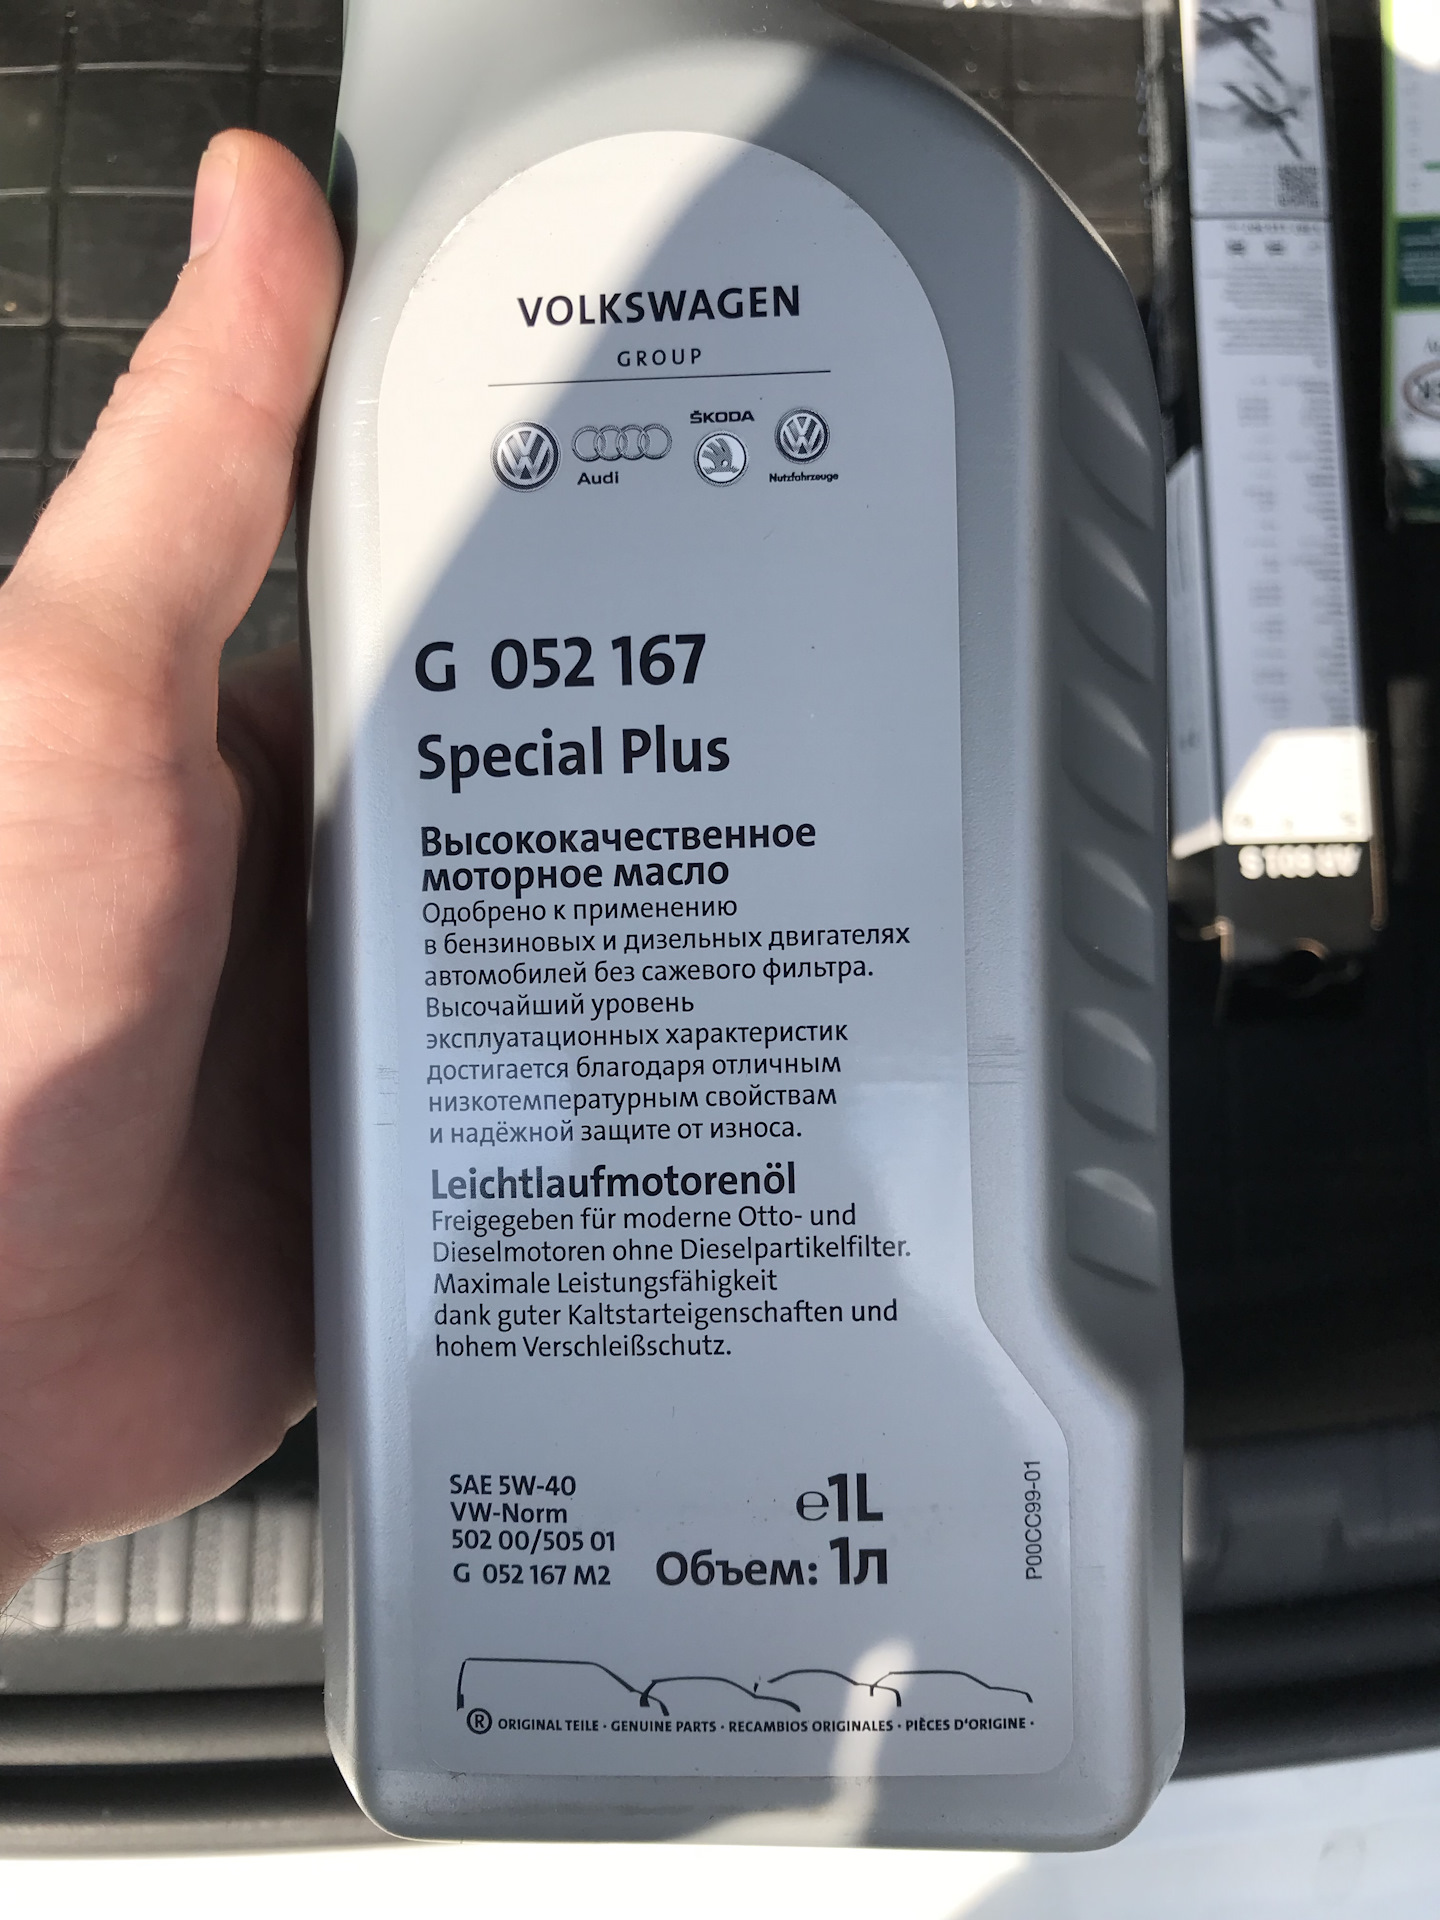 VOLKSWAGEN
GROUP
Audi
ŠKODA
Nutzfahrzeuge
G 052 167
Special Plus
Высококачественное
моторное масло
Одобрено к применению
в бензиновых и дизельных двигателях
автомобилей без сажевого фильтра.
Высочайший уровень
эксплуатационных характеристик
достигается благодаря отличным
низкотемпературным свойствам
и надёжной защите от износа.
Leichtlaufmotorenöl
Freigegeben für moderne Otto- und
Dieselmotoren ohne Dieselpartikelfilter.
Maximale Leistungsfähigkeit
dank guter Kaltstarteigenschaften und
hohem Verschleißschutz.
SAE 5W-40
VW-Norm
502 00/505 01
G 052 167 M2
℮1L
Объем: 1л
P00CC99-01
® ORIGINAL TEILE · GENUINE PARTS · RECAMBIOS ORIGINALES · PIÈCES D'ORIGINE ·